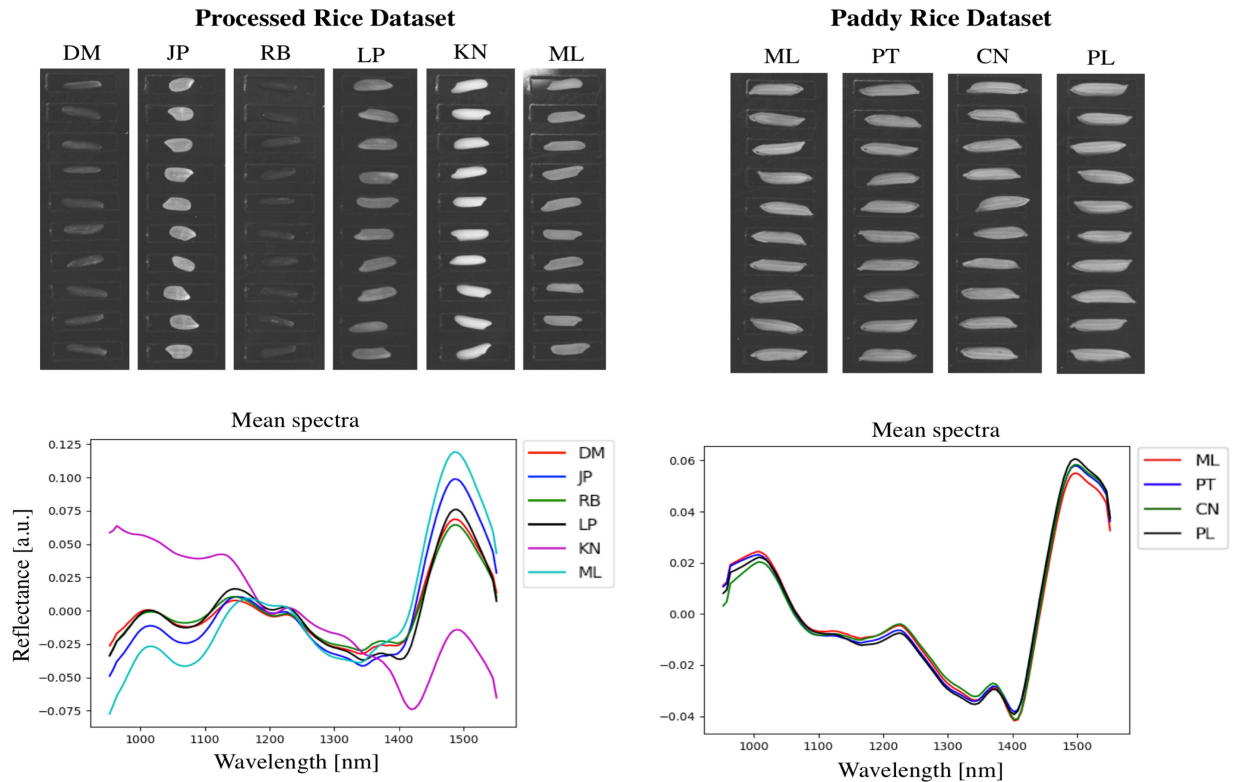 Processed Rice Dataset
DM JP RB LP KN ML
Paddy Rice Dataset
ML PT CN PL
Mean spectra
Reflectance [a.u.]
0.125
0.100
0.075
0.050
0.025
0.000
−0.025
−0.050
−0.075
1000 1100 1200 1300 1400 1500
Wavelength [nm]
DM
JP
RB
LP
KN
ML
Mean spectra
0.06
0.04
0.02
0.00
−0.02
−0.04
1000 1100 1200 1300 1400 1500
Wavelength [nm]
ML
PT
CN
PL